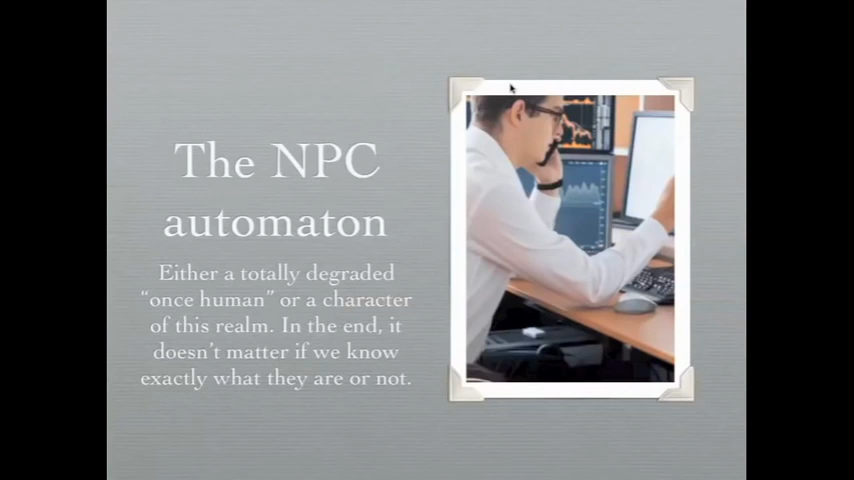 The NPC
automaton
Either a totally degraded
“once human” or a character
of this realm. In the end, it
doesn’t matter if we know
exactly what they are or not.